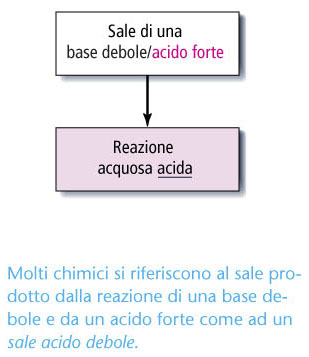 Sale di una
base debole/acido forte
Reazione
acquosa acida
Molti chimici si riferiscono al sale pro-
dotto dalla reazione di una base de-
bole e da un acido forte come ad un
sale acido debole.